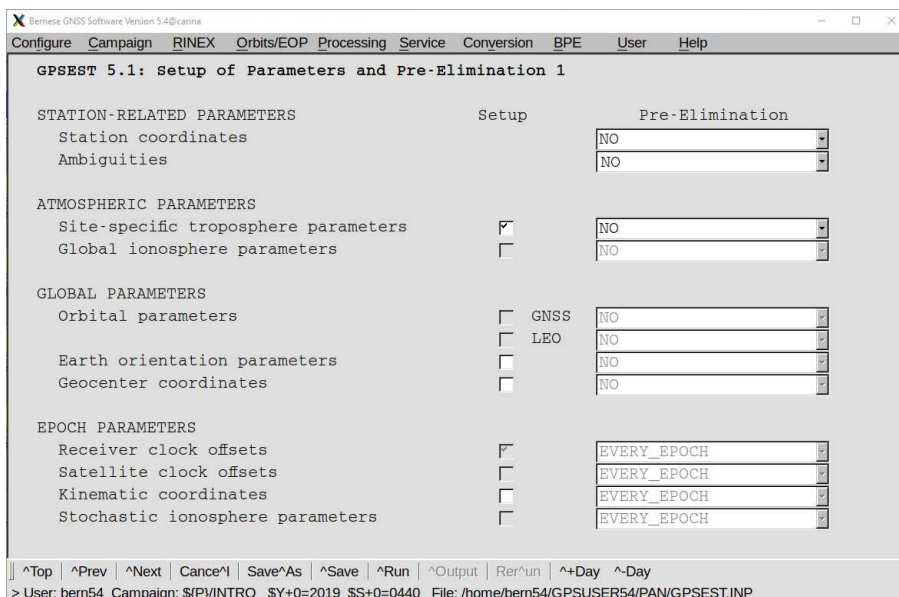 Bernese GNSS Software Version 5.4@carina
Configure Campaign RINEX Orbits/EOP Processing Service Conversion BPE User Help
GPSEST 5.1: Setup of Parameters and Pre-Elimination 1
STATION-RELATED PARAMETERS Setup Pre-Elimination
Station coordinates NO
Ambiguities NO
ATMOSPHERIC PARAMETERS
Site-specific troposphere parameters NO
Global ionosphere parameters NO
GLOBAL PARAMETERS
Orbital parameters GNSS NO
LEO NO
Earth orientation parameters NO
Geocenter coordinates NO
EPOCH PARAMETERS
Receiver clock offsets EVERY_EPOCH
Satellite clock offsets EVERY_EPOCH
Kinematic coordinates EVERY_EPOCH
Stochastic ionosphere parameters EVERY_EPOCH
^Top | ^Prev | ^Next | Cance^l | Save^As | ^Save | ^Run | ^Output | Rer^un | ^+Day ^-Day
> User: bern54 Campaign: ${P}/INTRO $Y+0=2019 $S+0=0440 File: /home/bern54/GPSUSER54/PAN/GPSEST.INP